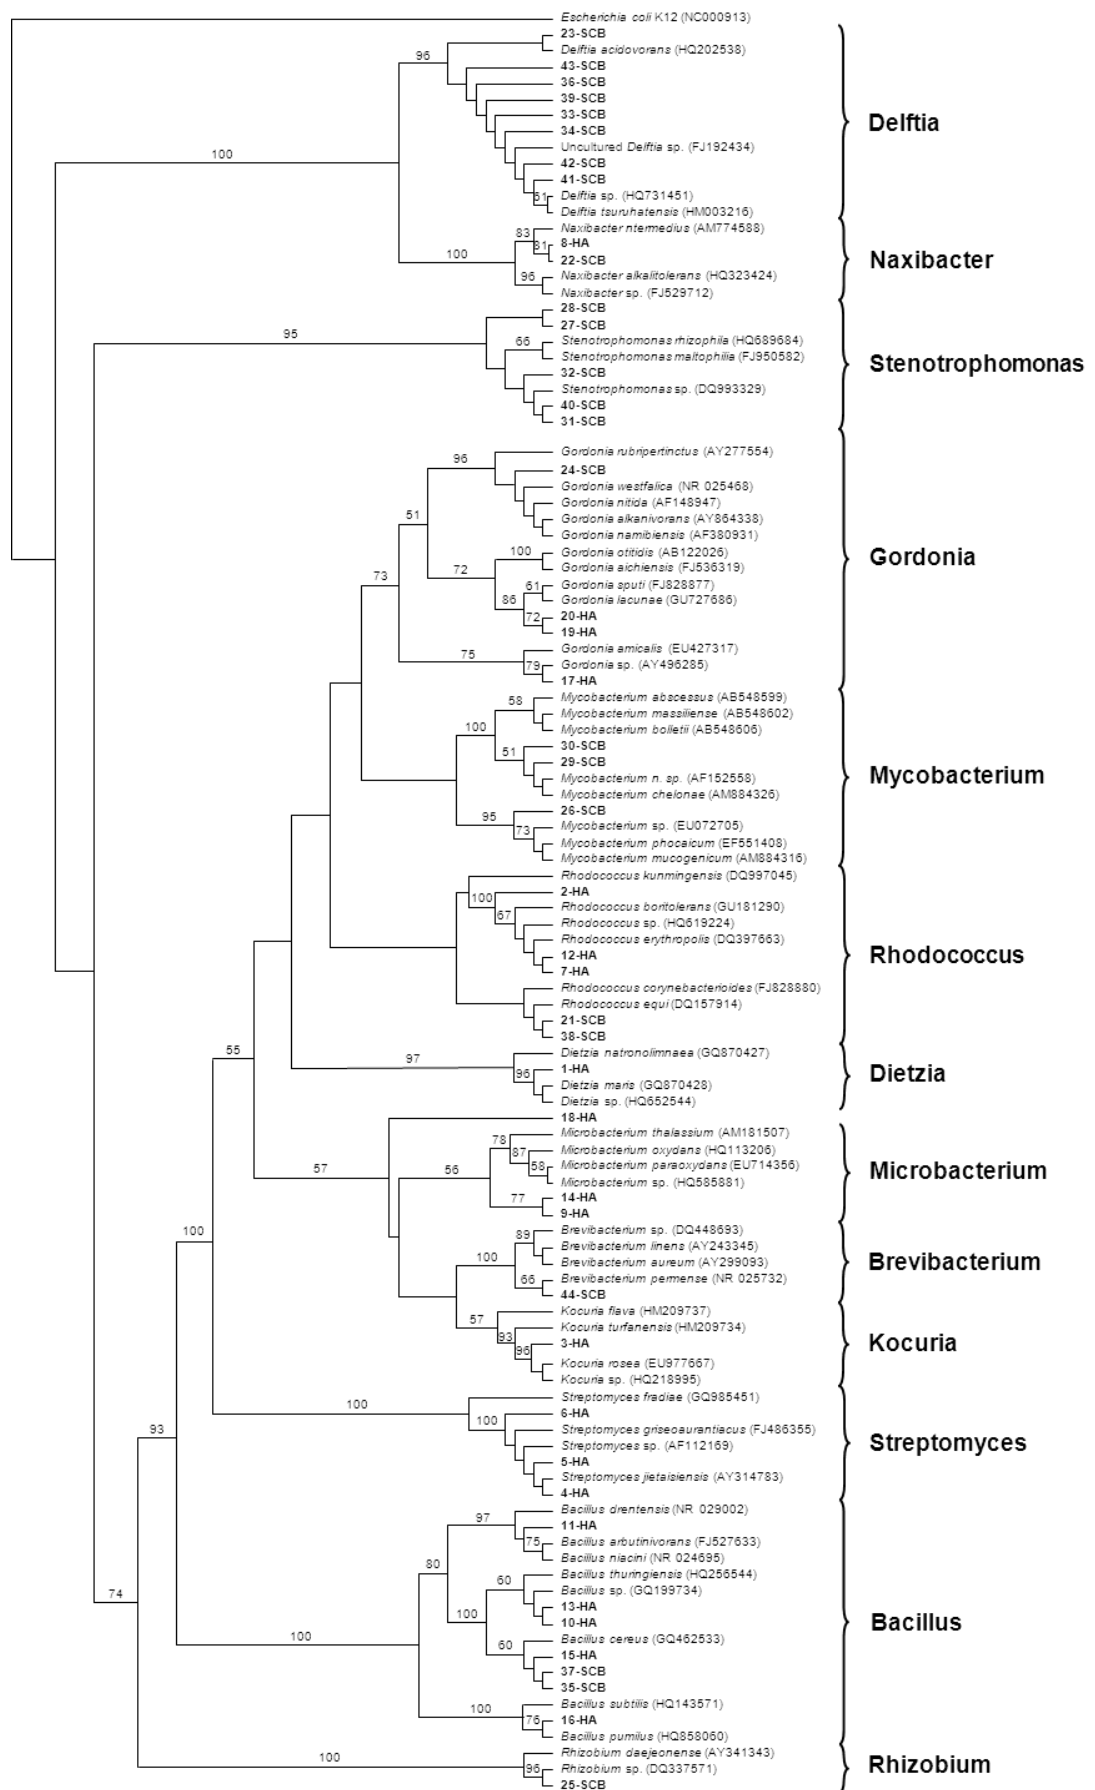 Escherichia coli K12 (NC000913)
23-SCB
96
Delftia acidovorans (HQ202538)
43-SCB
36-SCB
39-SCB
33-SCB
Delftia
34-SCB
Uncultured Delftia sp. (FJ192434)
100
42-SCB
41-SCB
51
Delftia sp. (HQ731451)
Delftia tsuruhatensis (HM003216)
83
Naxibacter ntermedius (AM774588)
81
8-HA
100
22-SCB
Naxibacter
96
Naxibacter alkalitolerans (HQ323424)
Naxibacter sp. (FJ529712)
28-SCB
95
27-SCB
66
Stenotrophomonas rhizophila (HQ689684)
Stenotrophomonas maltophilia (FJ950582)
Stenotrophomonas
32-SCB
Stenotrophomonas sp. (DQ993329)
40-SCB
31-SCB
96
Gordonia rubripertinctus (AY277554)
24-SCB
Gordonia westfalica (NR 025468)
Gordonia nitida (AF148947)
51
Gordonia alkanivorans (AY864338)
Gordonia namibiensis (AF380931)
100
Gordonia otitidis (AB122026)
Gordonia
72
Gordonia aichiensis (FJ536319)
73
61
Gordonia sputi (FJ828877)
86
Gordonia lacunae (GU727686)
72
20-HA
19-HA
75
Gordonia amicalis (EU427317)
79
Gordonia sp. (AY496285)
17-HA
58
Mycobacterium abscessus (AB548599)
Mycobacterium massiliense (AB548602)
100
Mycobacterium bolletii (AB548606)
51
30-SCB
29-SCB
Mycobacterium
Mycobacterium n. sp. (AF152558)
Mycobacterium chelonae (AM884326)
95
26-SCB
73
Mycobacterium sp. (EU072705)
Mycobacterium phocaicum (EF551408)
Mycobacterium mucogenicum (AM884316)
Rhodococcus kunmingensis (DQ997045)
100
2-HA
67
Rhodococcus boritolerans (GU181290)
Rhodococcus sp. (HQ619224)
Rhodococcus erythropolis (DQ397663)
12-HA
Rhodococcus
7-HA
Rhodococcus corynebacterioides (FJ828880)
Rhodococcus equi (DQ157914)
21-SCB
38-SCB
55
97
Dietzia natronolimnaea (GQ870427)
96
1-HA
Dietzia
Dietzia maris (GQ870428)
Dietzia sp. (HQ652544)
18-HA
78
Microbacterium thalassium (AM181507)
87
Microbacterium oxydans (HQ113206)
57
56
58
Microbacterium paraoxydans (EU714356)
Microbacterium
Microbacterium sp. (HQ585881)
77
14-HA
9-HA
100
89
Brevibacterium sp. (DQ448693)
Brevibacterium linens (AY243345)
100
Brevibacterium aureum (AY299093)
Brevibacterium
66
Brevibacterium permense (NR 025732)
44-SCB
57
Kocuria flava (HM209737)
93
Kocuria turfanensis (HM209734)
96
3-HA
Kocuria
Kocuria rosea (EU977667)
Kocuria sp. (HQ218995)
100
Streptomyces fradiae (GQ985451)
100
6-HA
93
Streptomyces griseoaurantiacus (FJ486355)
Streptomyces sp. (AF112169)
Streptomyces
5-HA
Streptomyces jietaisiensis (AY314783)
4-HA
97
Bacillus drentensis (NR 029002)
11-HA
75
Bacillus arbutinivorans (FJ527633)
80
Bacillus niacini (NR 024695)
60
Bacillus thuringiensis (HQ256544)
74
Bacillus sp. (GQ199734)
100
13-HA
10-HA
Bacillus
100
60
Bacillus cereus (GQ462533)
15-HA
37-SCB
35-SCB
100
Bacillus subtilis (HQ143571)
76
16-HA
Bacillus pumilus (HQ858060)
100
Rhizobium daejeonense (AY341343)
96
Rhizobium sp. (DQ337571)
Rhizobium
25-SCB